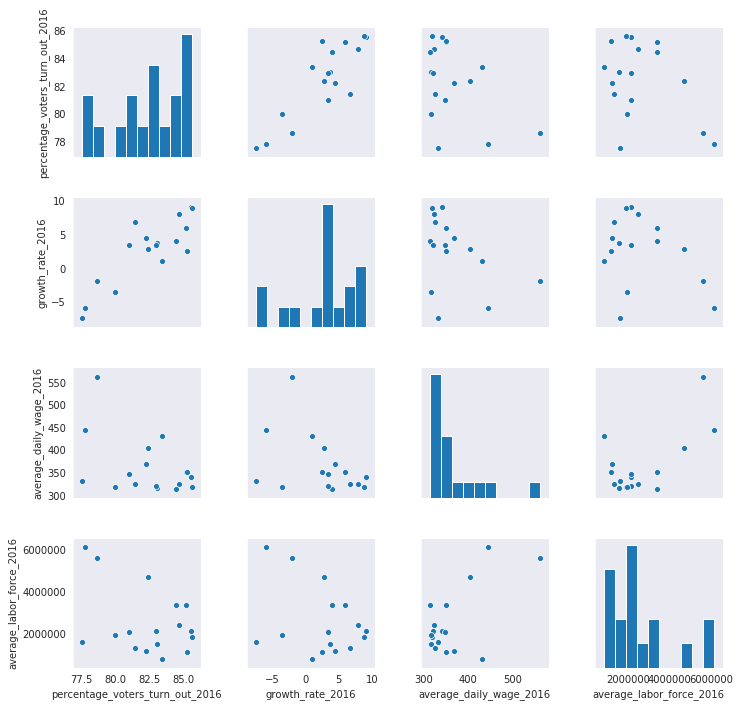 percentage_voters_turn_out_2016
86
84
82
80
78
growth_rate_2016
10
5
0
−5
average_daily_wage_2016
550
500
450
400
350
300
average_labor_force_2016
6000000
4000000
2000000
77.5 80.0 82.5 85.0
percentage_voters_turn_out_2016
−5 0 5 10
growth_rate_2016
300 400 500
average_daily_wage_2016
2000000 4000000 6000000
average_labor_force_2016